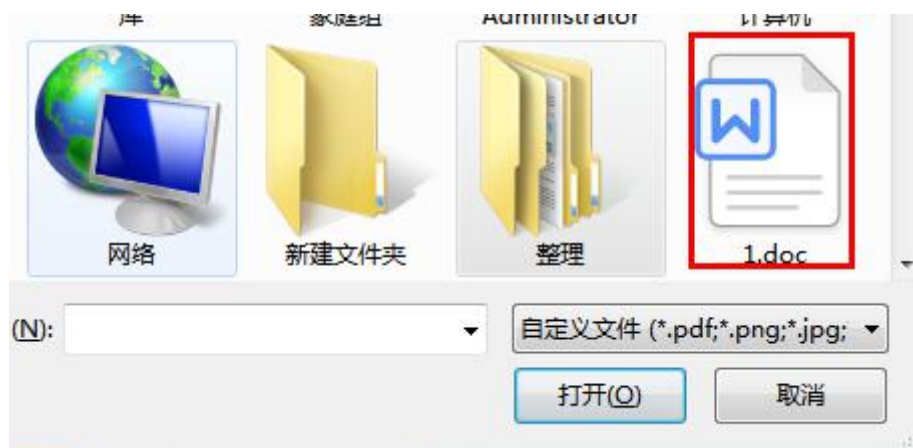 库 家庭组 Administrator 计算机
网络 新建文件夹 整理 1.doc
(N): 自定义文件 (*.pdf;*.png;*.jpg;
打开(O) 取消